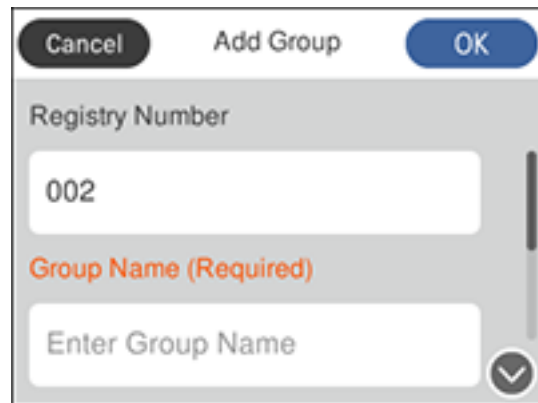 Cancel Add Group OK
Registry Number
002
Group Name (Required)
Enter Group Name